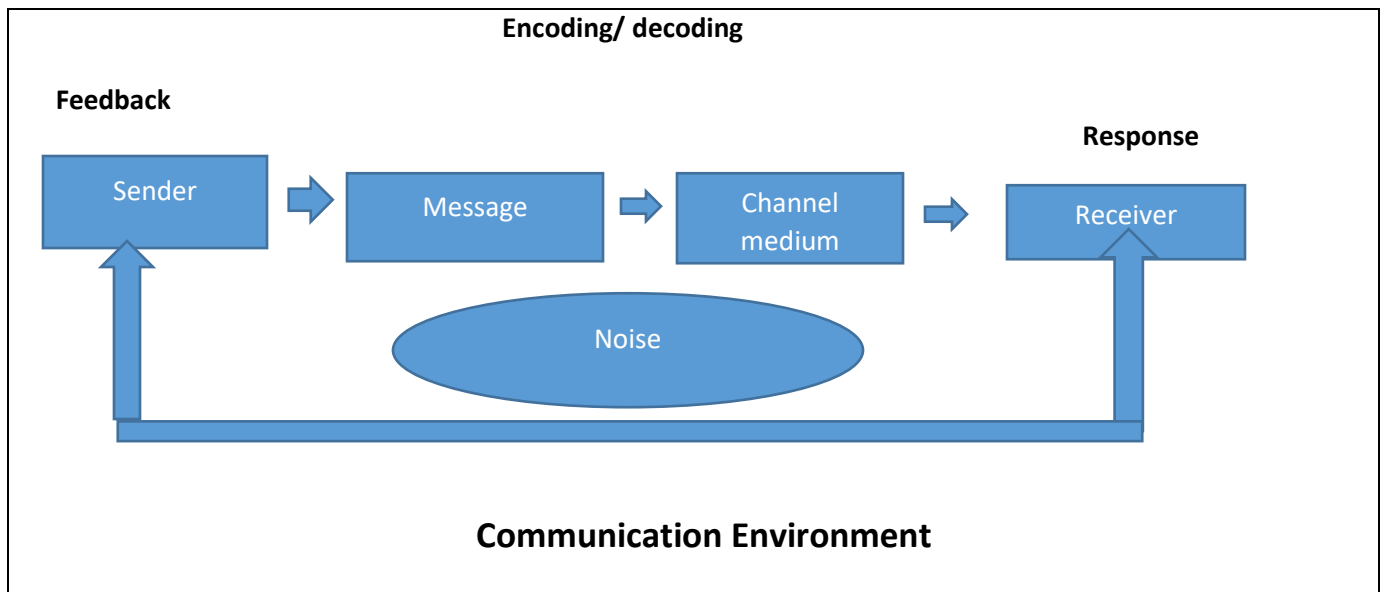 Encoding/ decoding
Feedback
Response
Sender
Message
Channel
medium
Receiver
Noise
Communication Environment